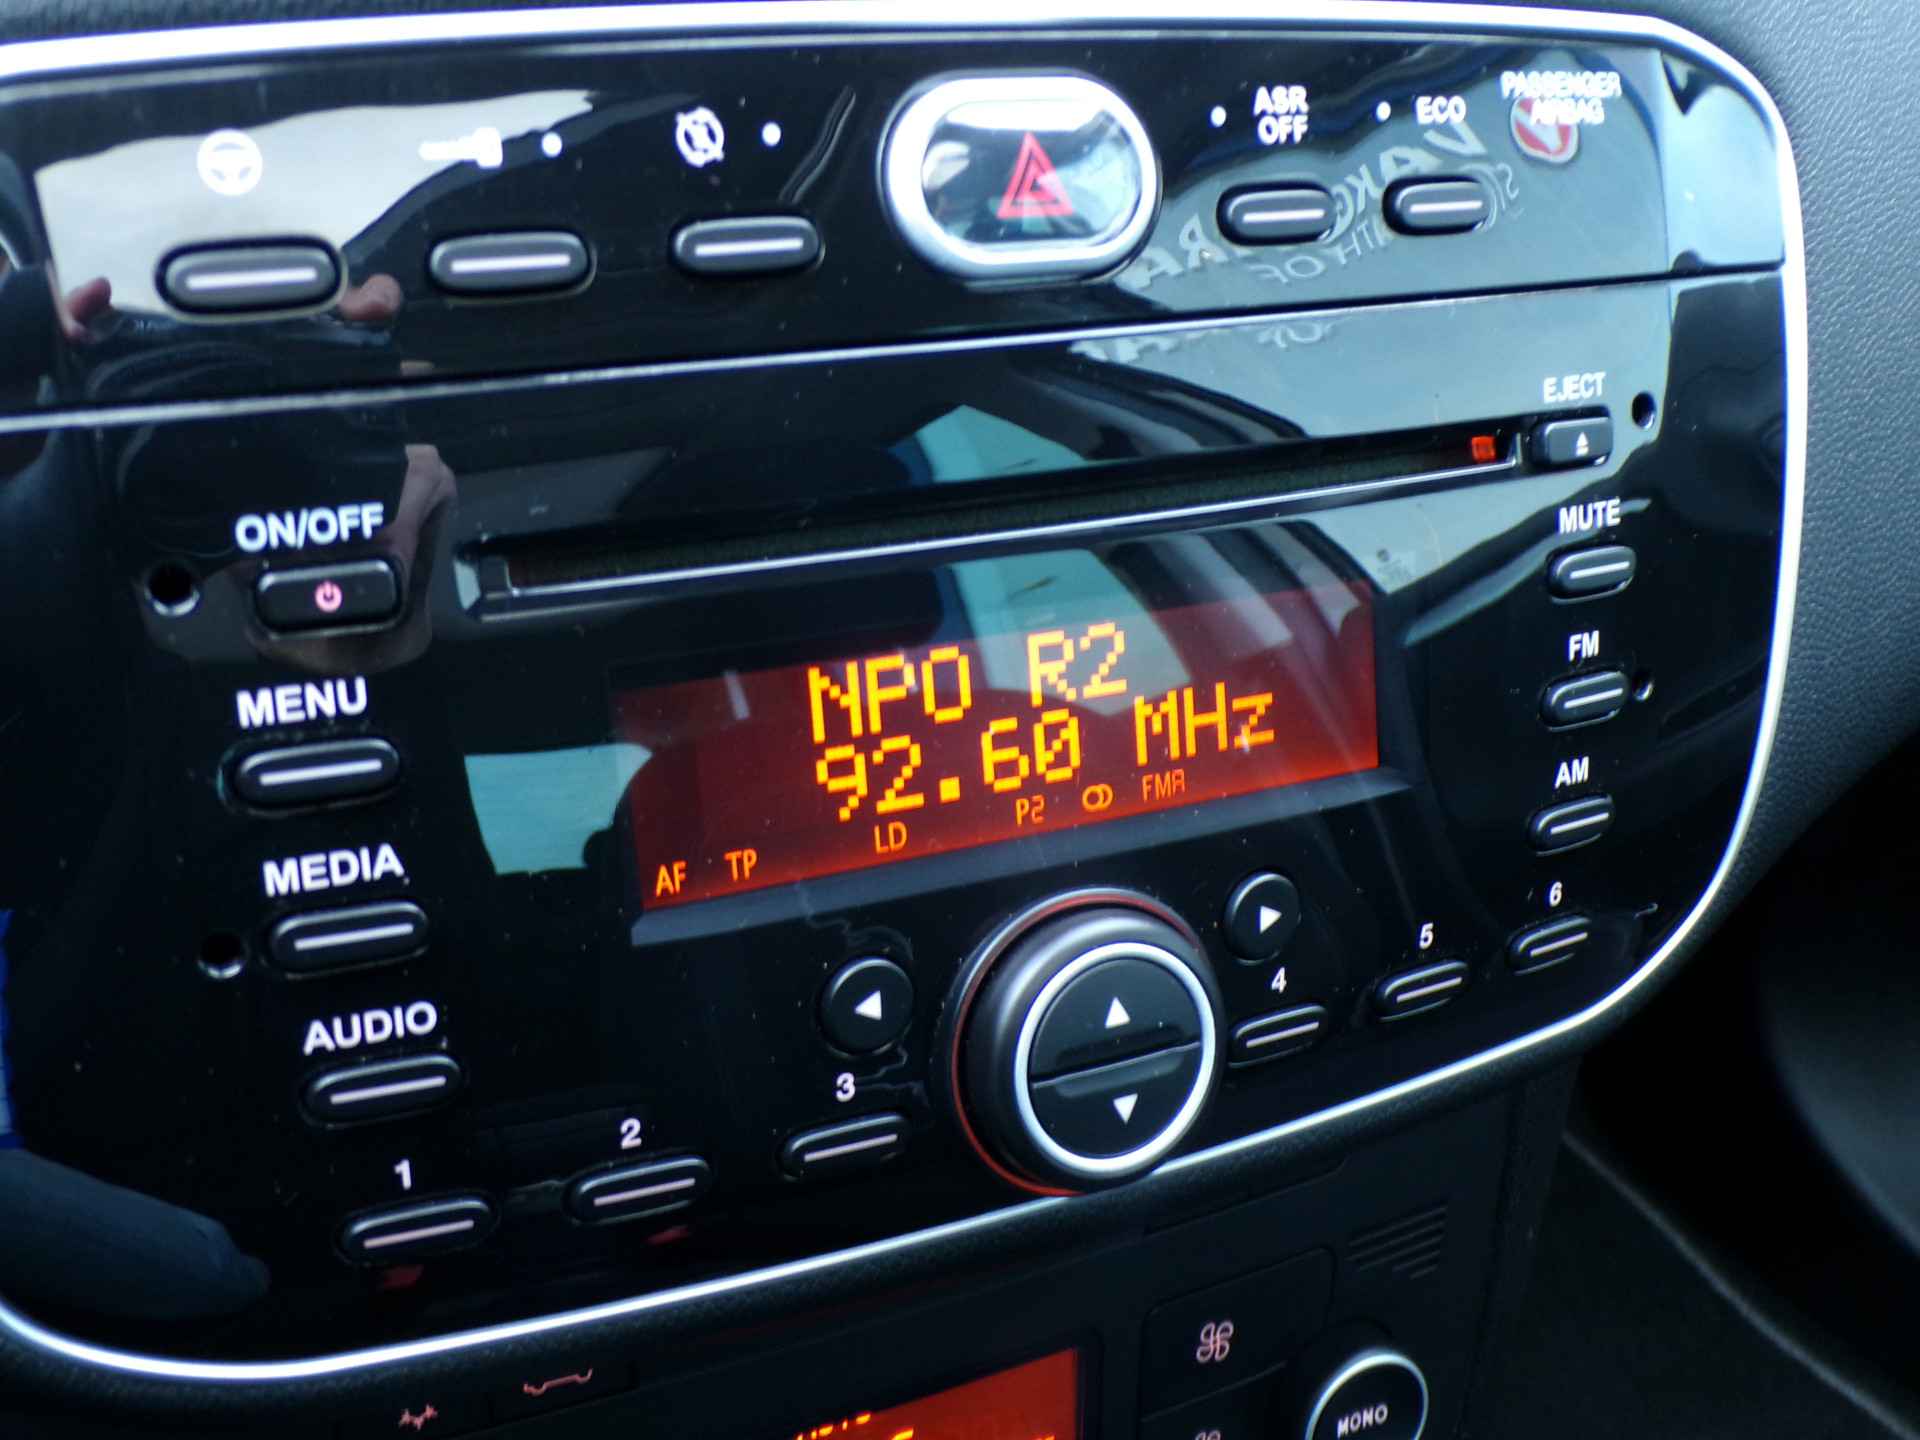 ASR
OFF
ECO
PASSENGER
AIRBAG
EJECT
ON/OFF
MUTE
MENU
NPO R2
92.60 MHz
FM
AF TP LD P2 FMA
AM
MEDIA
6
5
4
AUDIO
3
2
1
MONO